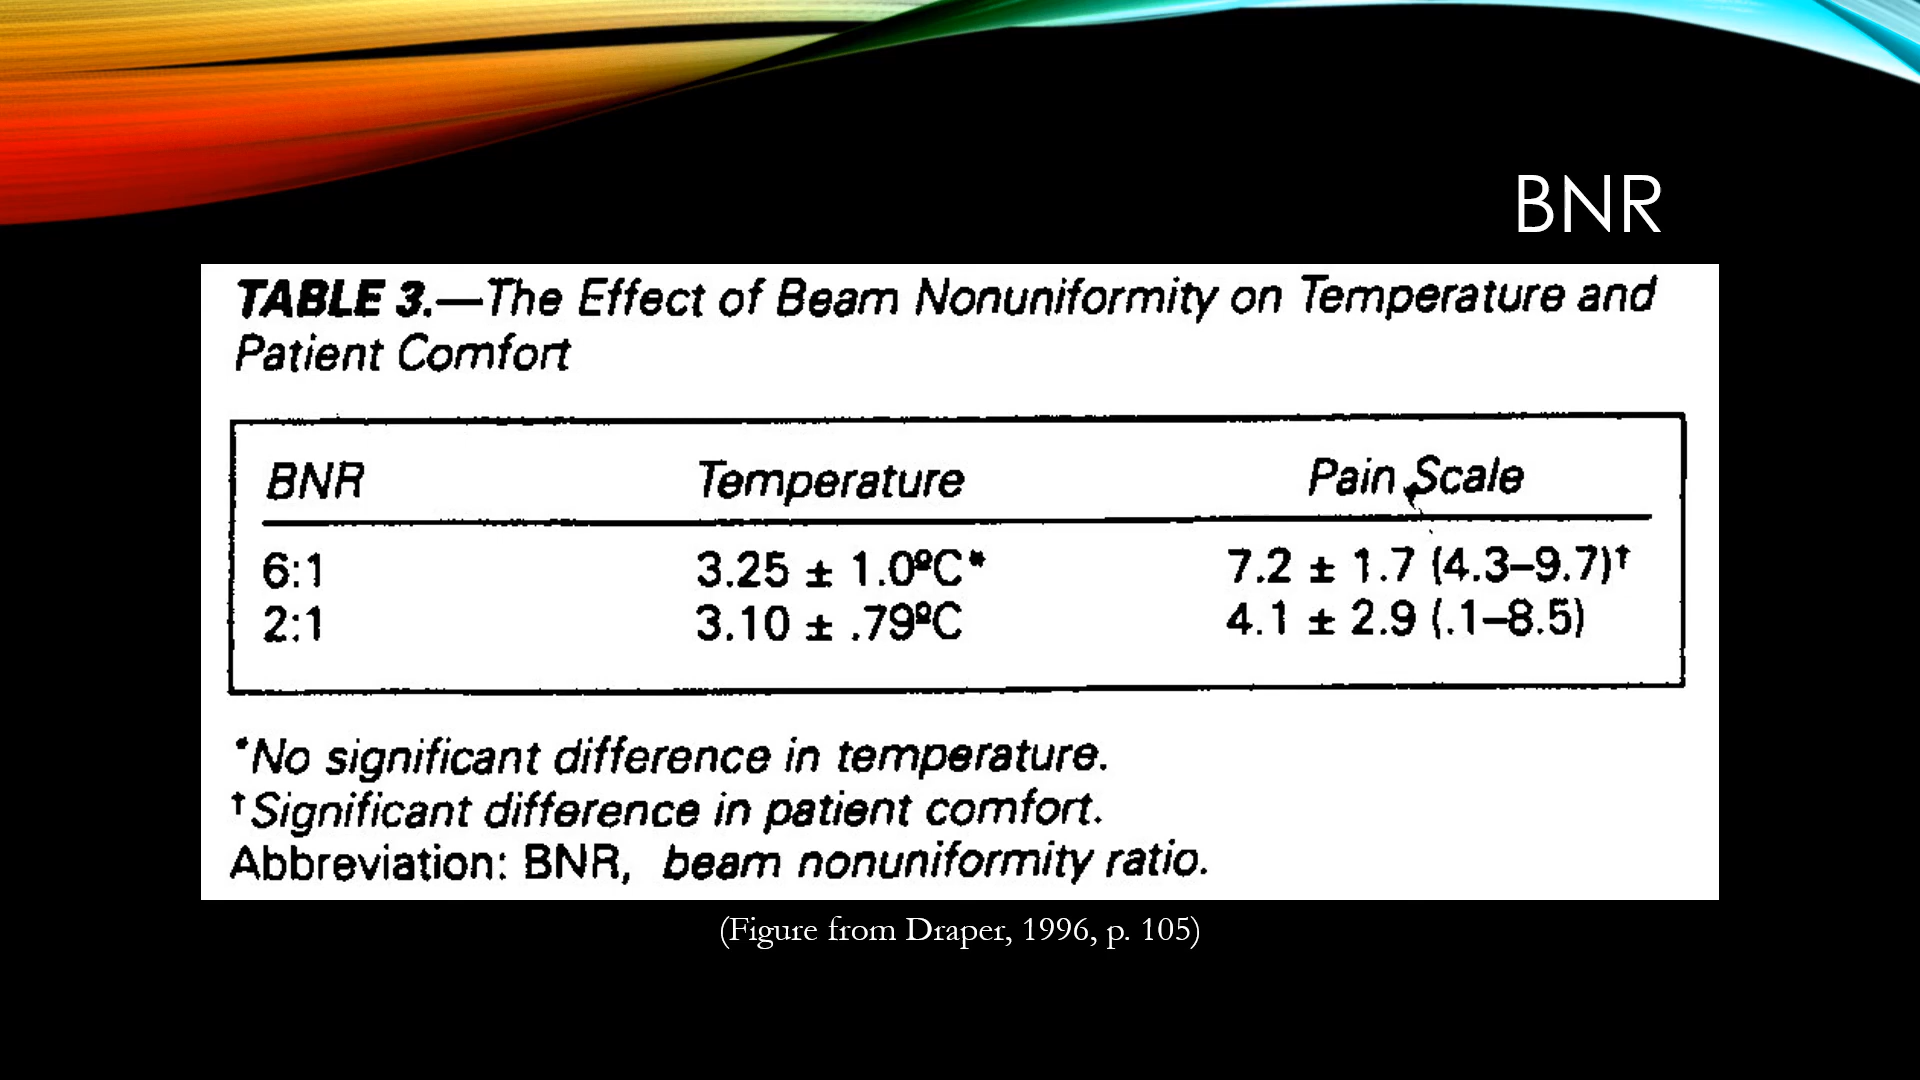 BNR
TABLE 3.—The Effect of Beam Nonuniformity on Temperature and
Patient Comfort
BNR Temperature Pain Scale
6:1 3.25 ± 1.0ºC* 7.2 ± 1.7 (4.3–9.7)†
2:1 3.10 ± .79ºC 4.1 ± 2.9 (.1–8.5)
*No significant difference in temperature.
†Significant difference in patient comfort.
Abbreviation: BNR, beam nonuniformity ratio.
(Figure from Draper, 1996, p. 105)